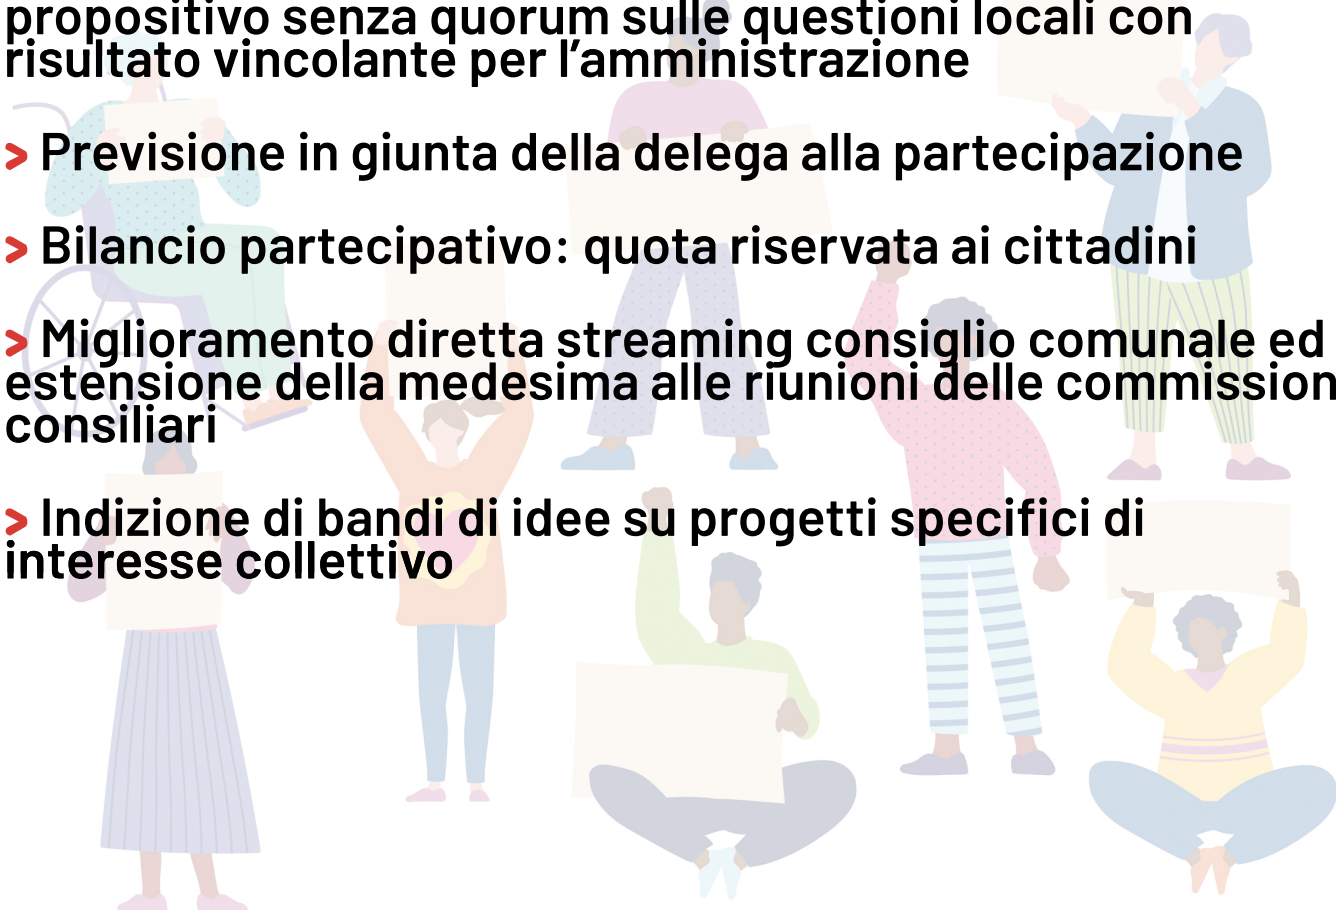 propositivo senza quorum sulle questioni locali con
risultato vincolante per l’amministrazione
> Previsione in giunta della delega alla partecipazione
> Bilancio partecipativo: quota riservata ai cittadini
> Miglioramento diretta streaming consiglio comunale ed
estensione della medesima alle riunioni delle commission
consiliari
> Indizione di bandi di idee su progetti specifici di
interesse collettivo